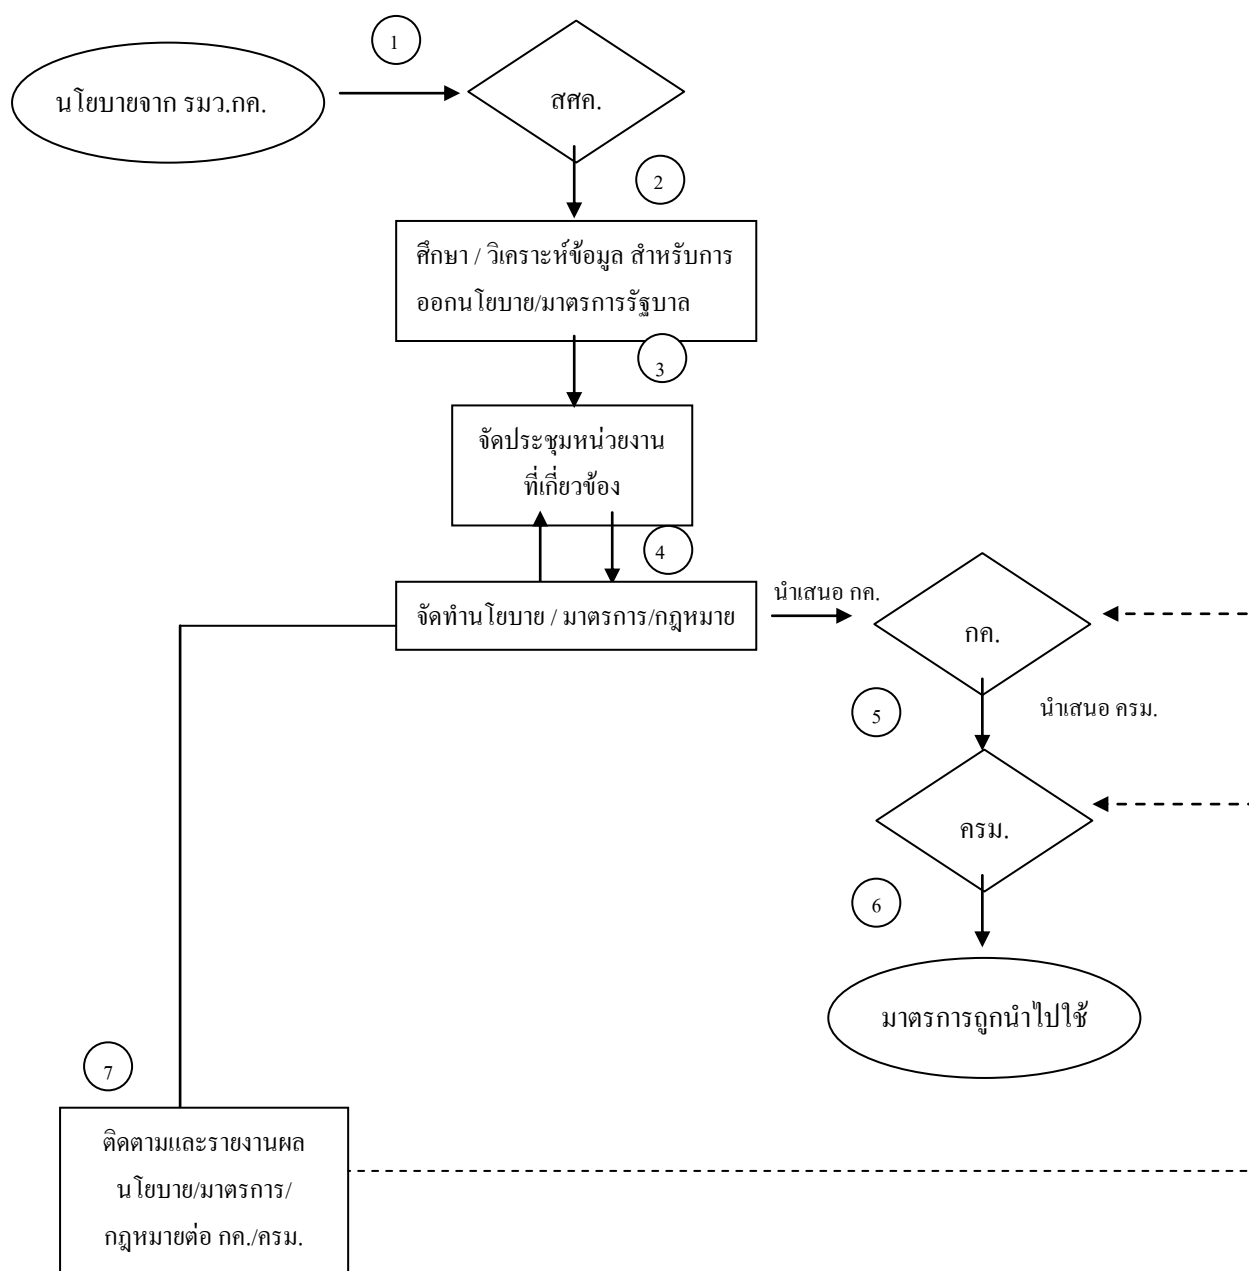 1
นโยบายจาก รมว.กค.
สศค.
2
ศึกษา / วิเคราะห์ข้อมูล สำหรับการ
ออกนโยบาย/มาตรการรัฐบาล
3
จัดประชุมหน่วยงาน
ที่เกี่ยวข้อง
4
จัดทำนโยบาย / มาตรการ/กฎหมาย
นำเสนอ กค.
กค.
5
นำเสนอ ครม.
ครม.
6
มาตรการถูกนำไปใช้
7
ติดตามและรายงานผล
นโยบาย/มาตรการ/
กฎหมายต่อ กค./ครม.